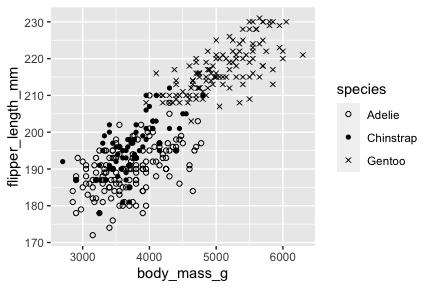 230
220
210
200
190
180
170
flipper_length_mm
3000 4000 5000 6000
body_mass_g
species
Adelie
Chinstrap
Gentoo